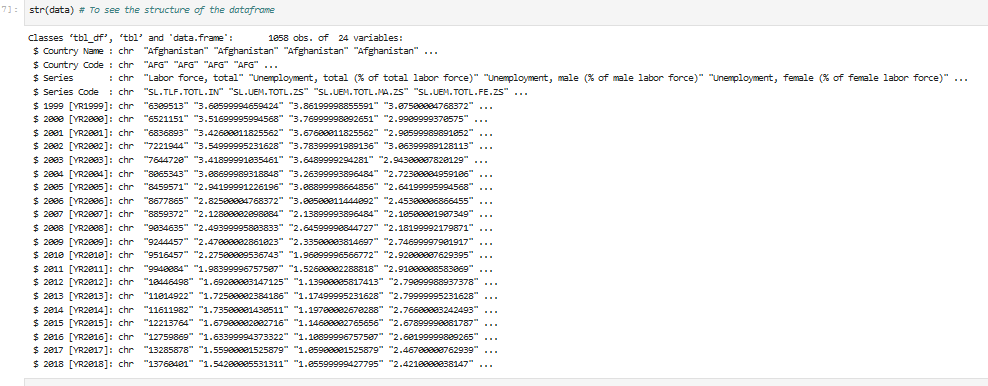 7]:
str(data) # To see the structure of the dataframe
Classes ‘tbl_df’, ‘tbl’ and 'data.frame': 1058 obs. of 24 variables:
$ Country Name : chr "Afghanistan" "Afghanistan" "Afghanistan" "Afghanistan" ...
$ Country Code : chr "AFG" "AFG" "AFG" "AFG" ...
$ Series : chr "Labor force, total" "Unemployment, total (% of total labor force)" "Unemployment, male (% of male labor force)" "Unemployment, female (% of female labor force)" ...
$ Series Code : chr "SL.TLF.TOTL.IN" "SL.UEM.TOTL.ZS" "SL.UEM.TOTL.MA.ZS" "SL.UEM.TOTL.FE.ZS" ...
$ 1999 [YR1999]: chr "6309513" "3.60599994659424" "3.86199998855591" "3.07500004768372" ...
$ 2000 [YR2000]: chr "6521151" "3.51699995994568" "3.76999998092651" "2.9909999370575" ...
$ 2001 [YR2001]: chr "6836893" "3.42600011825562" "3.67600011825562" "2.90599989891052" ...
$ 2002 [YR2002]: chr "7221944" "3.54999995231628" "3.78399991989136" "3.06399989128113" ...
$ 2003 [YR2003]: chr "7644720" "3.41899991035461" "3.6489999294281" "2.94300007820129" ...
$ 2004 [YR2004]: chr "8065343" "3.08699989318848" "3.26399993896484" "2.72300004959106" ...
$ 2005 [YR2005]: chr "8459571" "2.94199991226196" "3.08899998664856" "2.64199995994568" ...
$ 2006 [YR2006]: chr "8677865" "2.82500004768372" "3.00500011444092" "2.45300006866455" ...
$ 2007 [YR2007]: chr "8859372" "2.12800002098084" "2.13899993896484" "2.10500001907349" ...
$ 2008 [YR2008]: chr "9034635" "2.49399995803833" "2.64599990844727" "2.18199992179871" ...
$ 2009 [YR2009]: chr "9244457" "2.47000002861023" "2.33500003814697" "2.74699997901917" ...
$ 2010 [YR2010]: chr "9516457" "2.27500009536743" "1.96099996566772" "2.92000007629395" ...
$ 2011 [YR2011]: chr "9940084" "1.98399996757507" "1.52600002288818" "2.91000008583069" ...
$ 2012 [YR2012]: chr "10446498" "1.69200003147125" "1.13900005817413" "2.79099988937378" ...
$ 2013 [YR2013]: chr "11014922" "1.72500002384186" "1.17499995231628" "2.79999995231628" ...
$ 2014 [YR2014]: chr "11611982" "1.73500001430511" "1.19700002670288" "2.76600003242493" ...
$ 2015 [YR2015]: chr "12213764" "1.67900002002716" "1.14600002765656" "2.67899990081787" ...
$ 2016 [YR2016]: chr "12759869" "1.63399994373322" "1.10899996757507" "2.60199999809265" ...
$ 2017 [YR2017]: chr "13285878" "1.55900001525879" "1.05900001525879" "2.46700000762939" ...
$ 2018 [YR2018]: chr "13760401" "1.54200005531311" "1.05599999427795" "2.4210000038147" ...